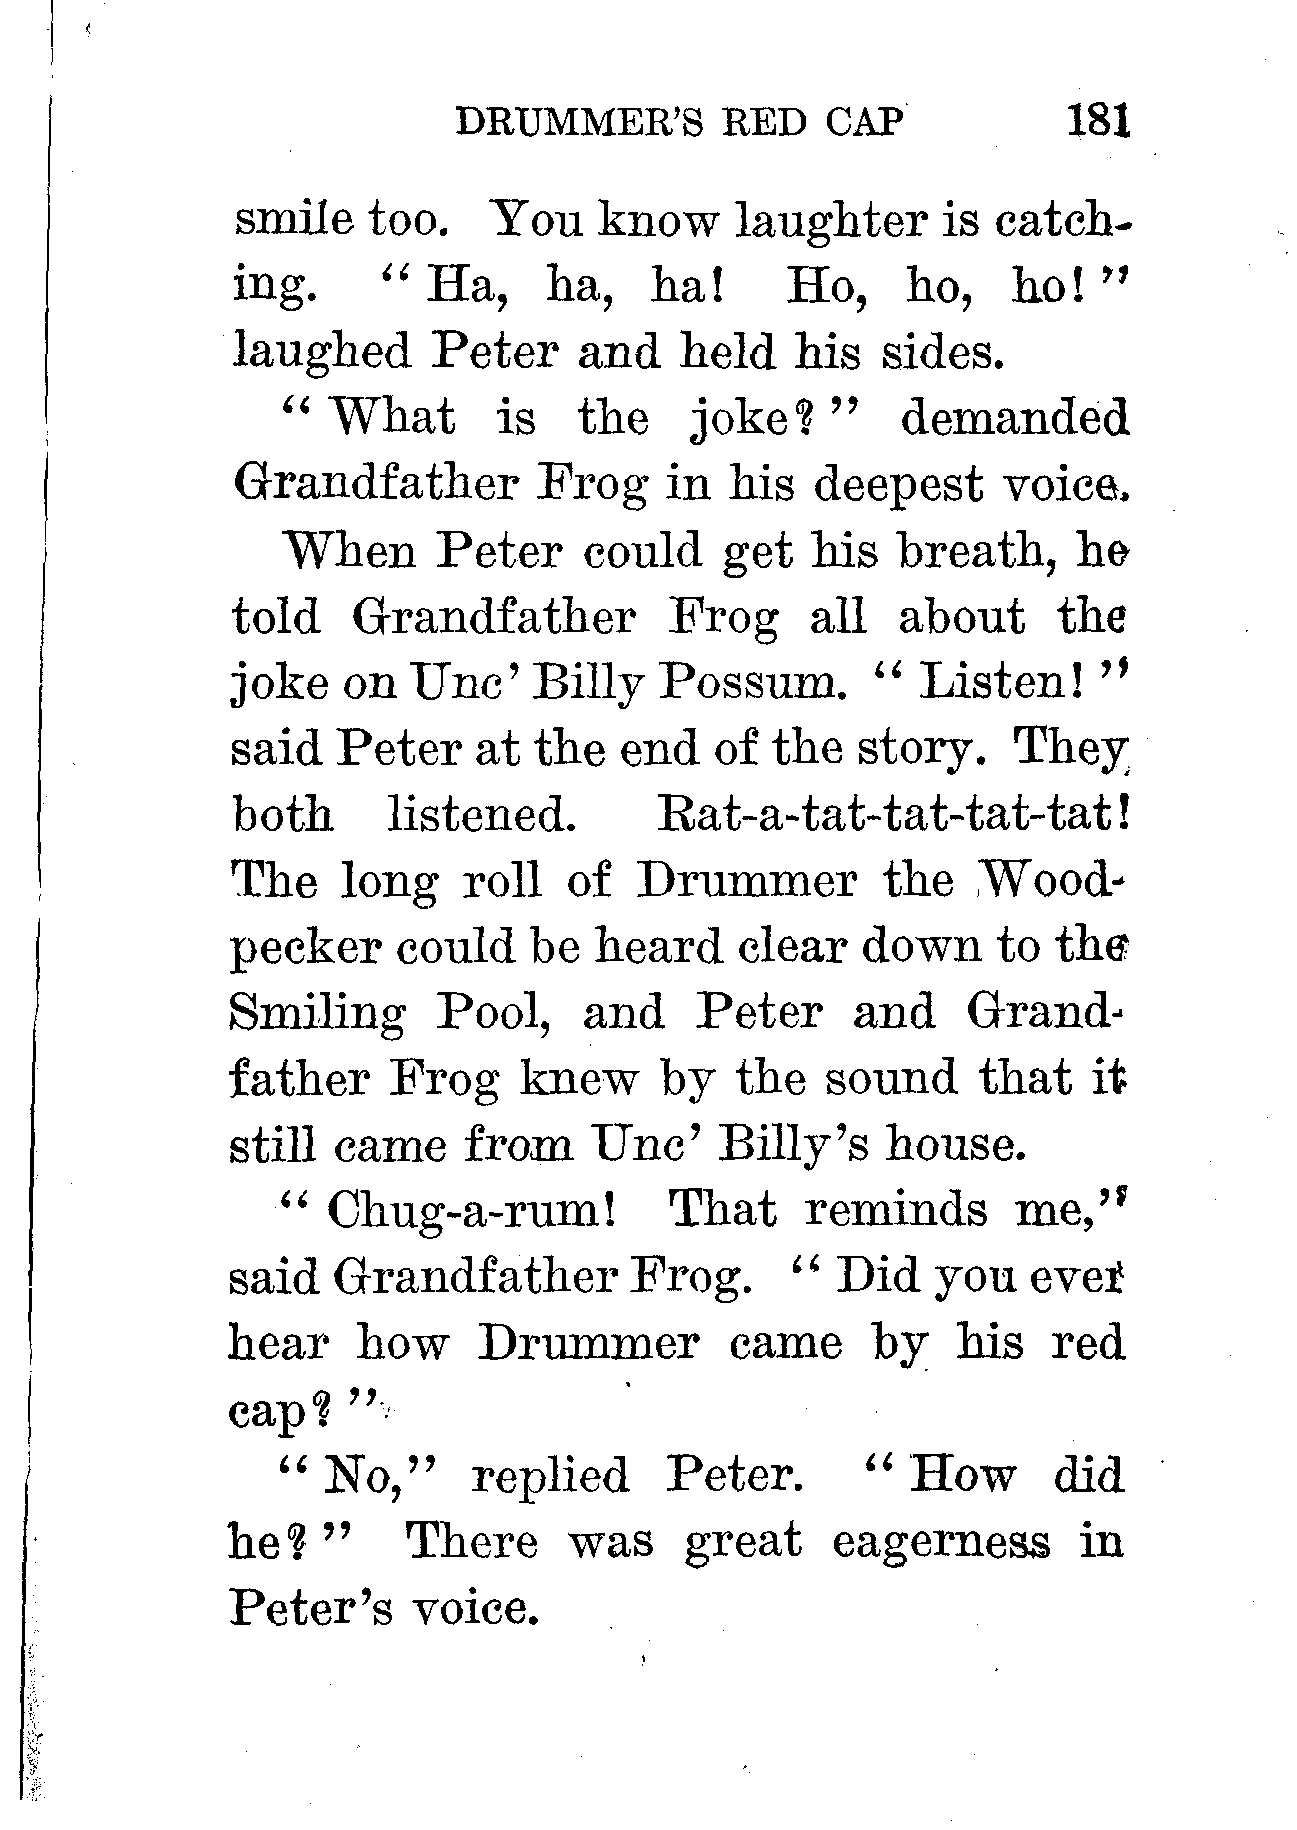 DRUMMER'S RED CAP 181
smile too. You know laughter is catch-
ing. "Ha, ha, ha! Ho, ho, ho!"
laughed Peter and held his sides.
"What is the joke?" demanded
Grandfather Frog in his deepest voice.
When Peter could get his breath, he
told Grandfather Frog all about the
joke on Unc' Billy Possum. "Listen!"
said Peter at the end of the story. They
both listened. Rat-a-tat-tat-tat-tat!
The long roll of Drummer the Wood-
pecker could be heard clear down to the
Smiling Pool, and Peter and Grand-
father Frog knew by the sound that it
still came from Unc' Billy's house.
"Chug-a-rum! That reminds me,"
said Grandfather Frog. "Did you ever
hear how Drummer came by his red
cap?"
"No," replied Peter. "How did
he?" There was great eagerness in
Peter's voice.